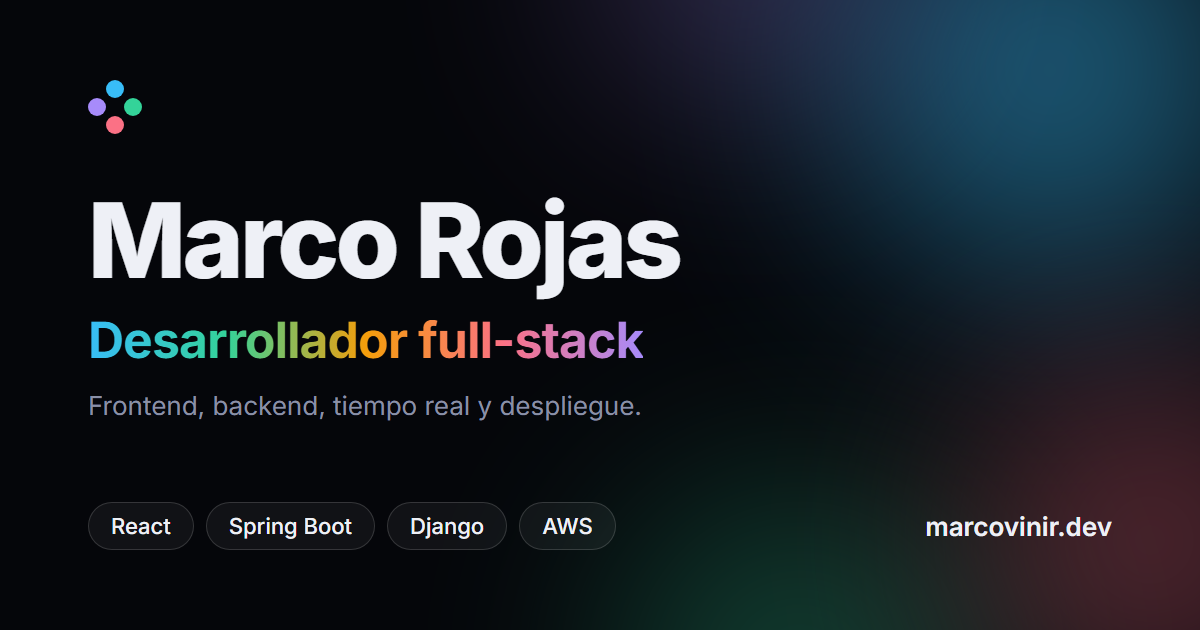 Marco Rojas
Desarrollador full-stack
Frontend, backend, tiempo real y despliegue.
React Spring Boot Django AWS marcovinir.dev